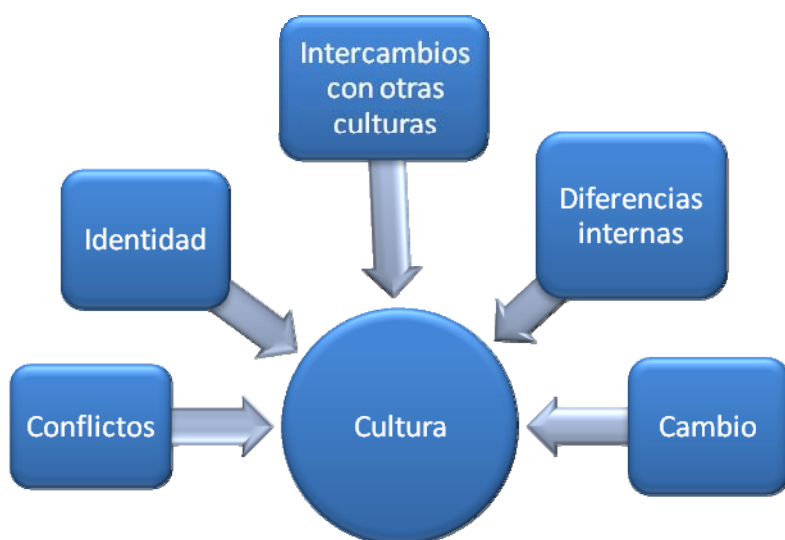 Intercambios
con otras
culturas
Identidad
Diferencias
internas
Conflictos
Cultura
Cambio